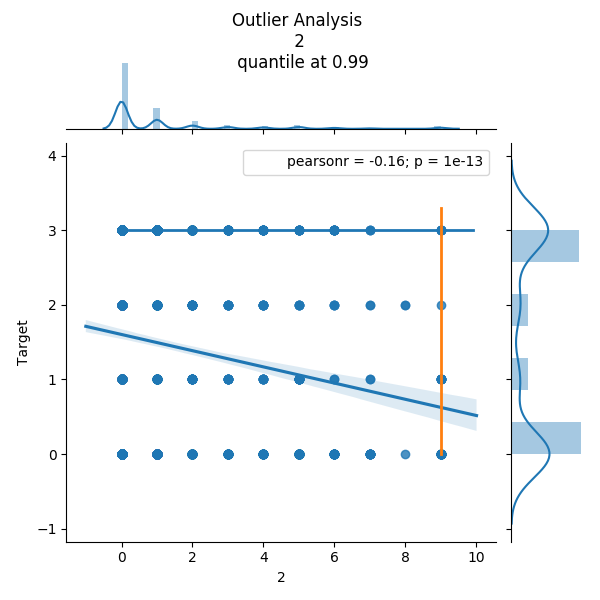 Outlier Analysis
2
quantile at 0.99
pearsonr = -0.16; p = 1e-13
4
3
2
1
0
−1
Target
0 2 4 6 8 10
2